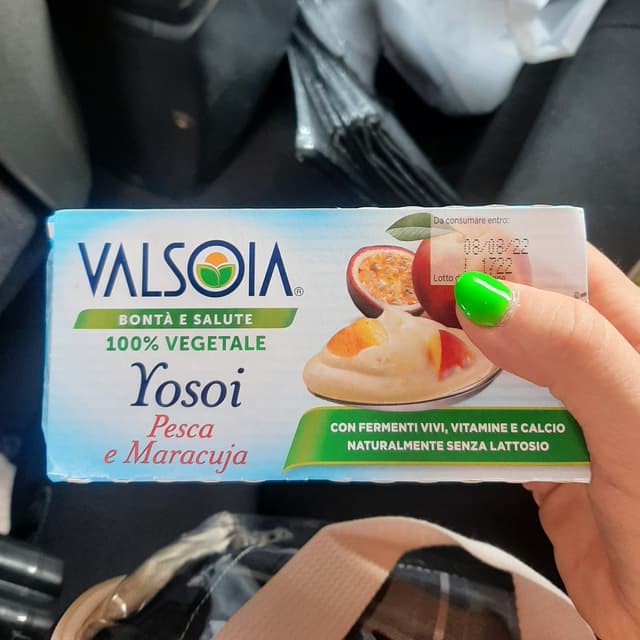 VALSOIA
BONTÀ E SALUTE
100% VEGETALE
Yosoi
Pesca
e Maracuja
Da consumare entro:
08/08/22
1722
Lotto
CON FERMENTI VIVI, VITAMINE E CALCIO
NATURALMENTE SENZA LATTOSIO